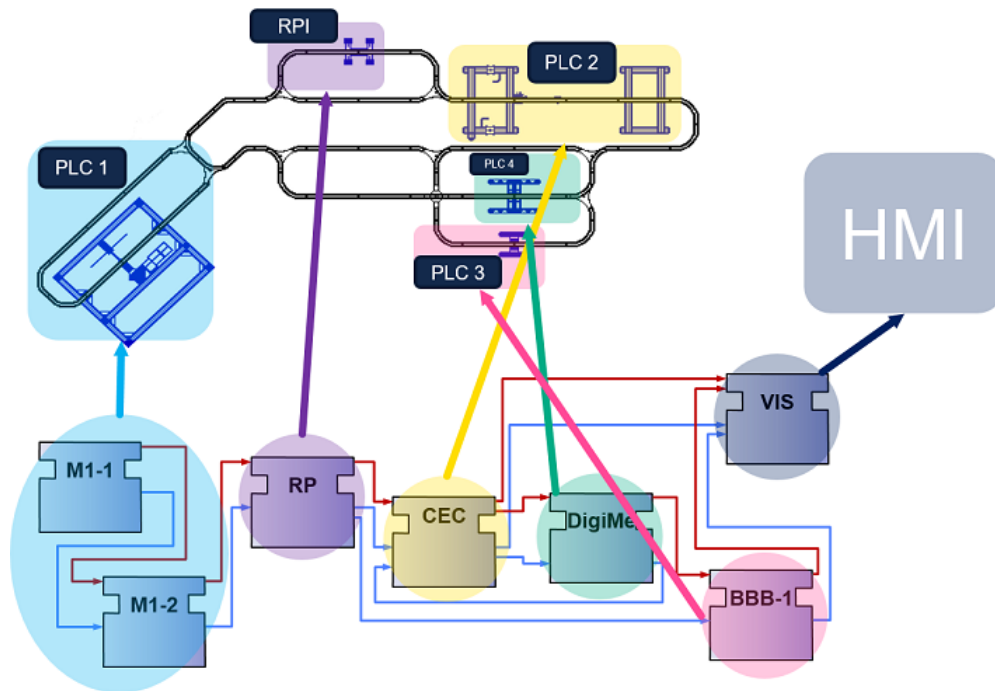 RPI
PLC 2
PLC 1
PLC 4
PLC 3
HMI
VIS
M1-1
RP
CEC
DigiMe
M1-2
BBB-1